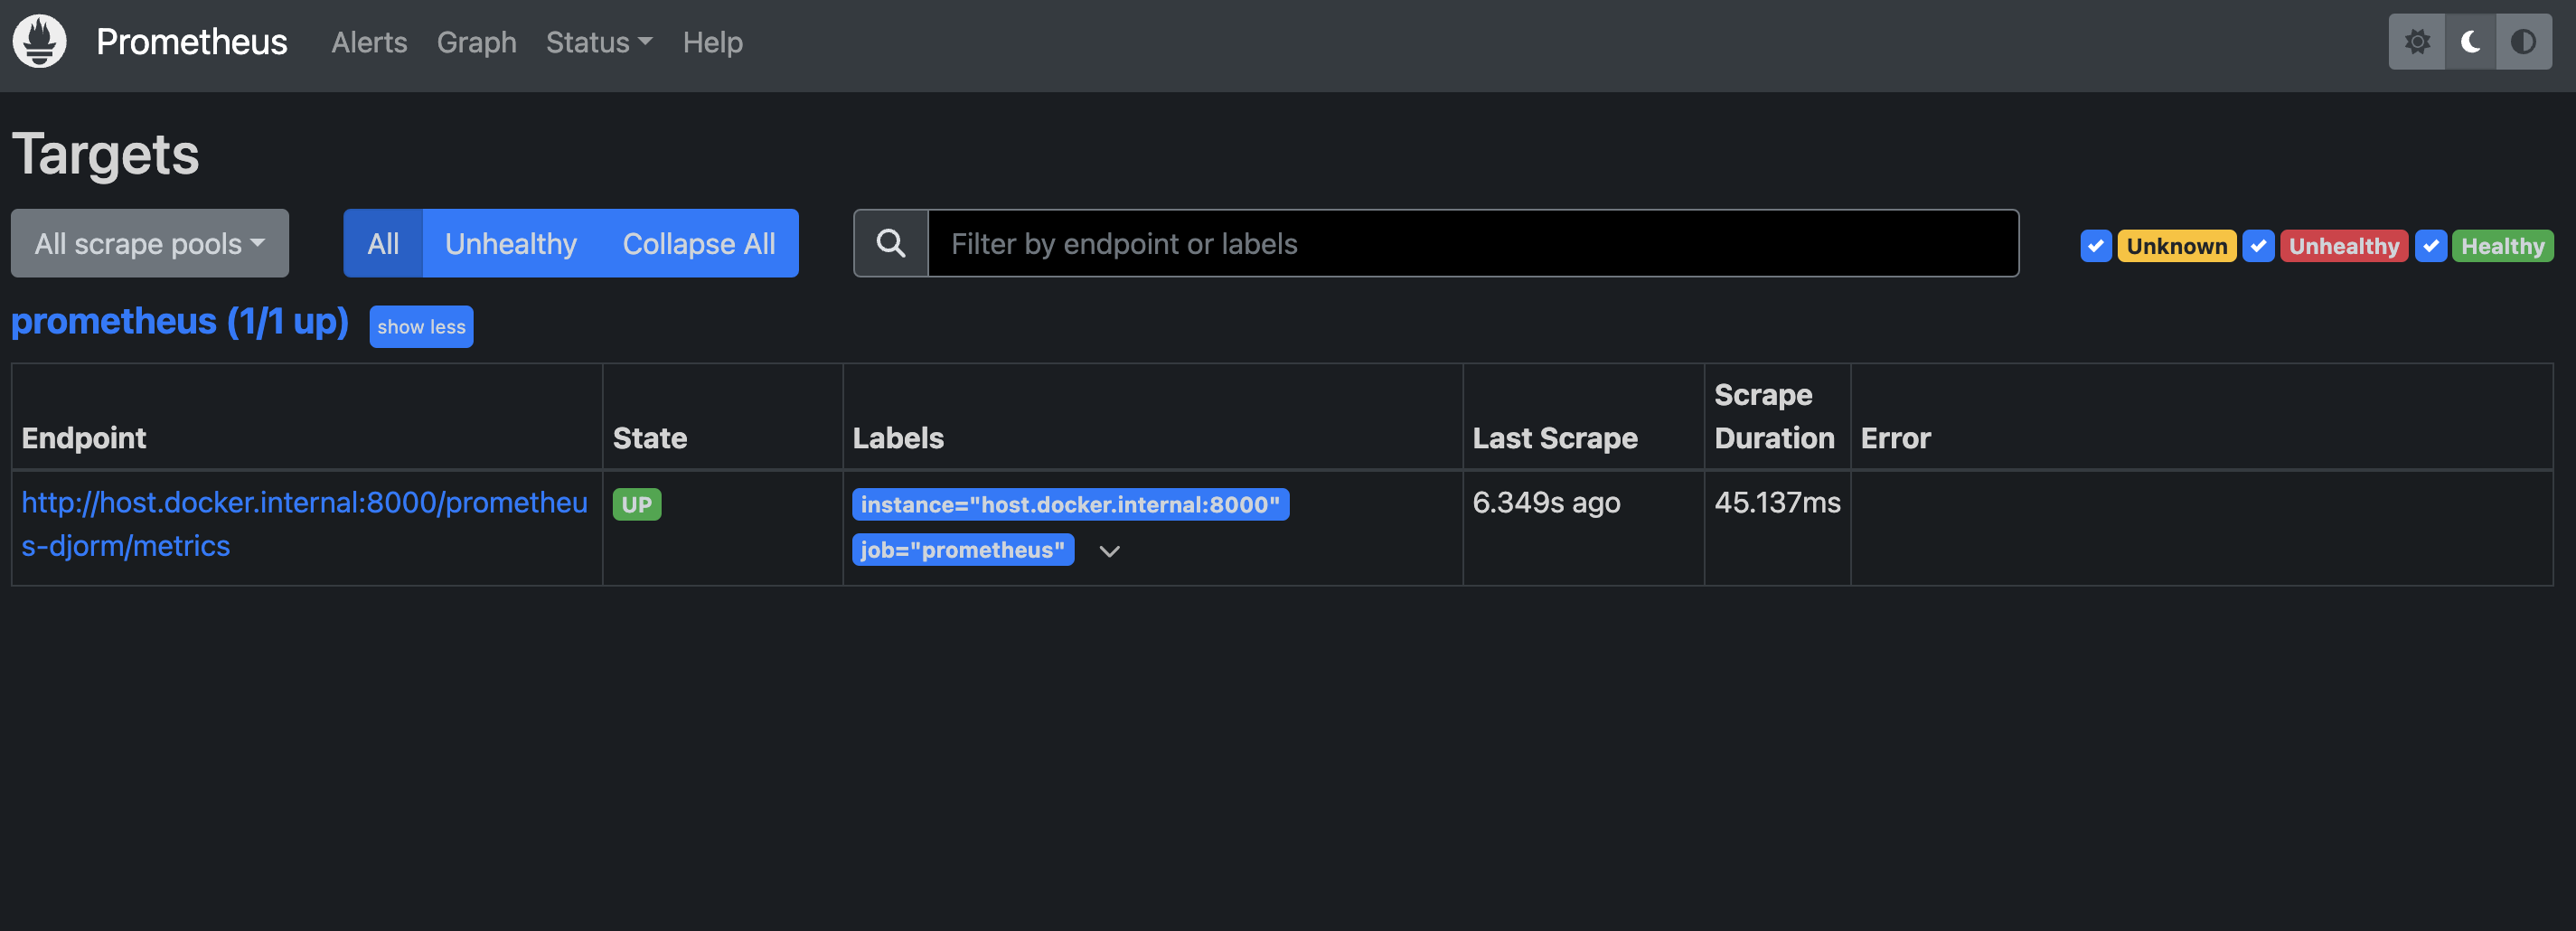 Prometheus Alerts Graph Status Help
Targets
All scrape pools All Unhealthy Collapse All Filter by endpoint or labels Unknown Unhealthy Healthy
prometheus (1/1 up) show less
Endpoint State Labels Last Scrape Scrape Duration Error
http://host.docker.internal:8000/prometheu UP instance="host.docker.internal:8000" 6.349s ago 45.137ms
s-djorm/metrics job="prometheus"